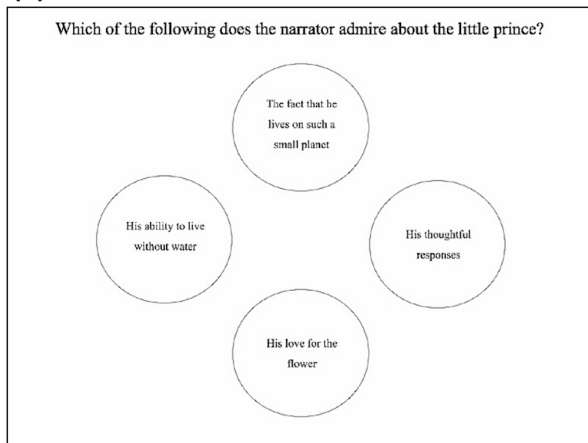 Which of the following does the narrator admire about the little prince?
The fact that he
lives on such a
small planet
His ability to live
without water
His thoughtful
responses
His love for the
flower